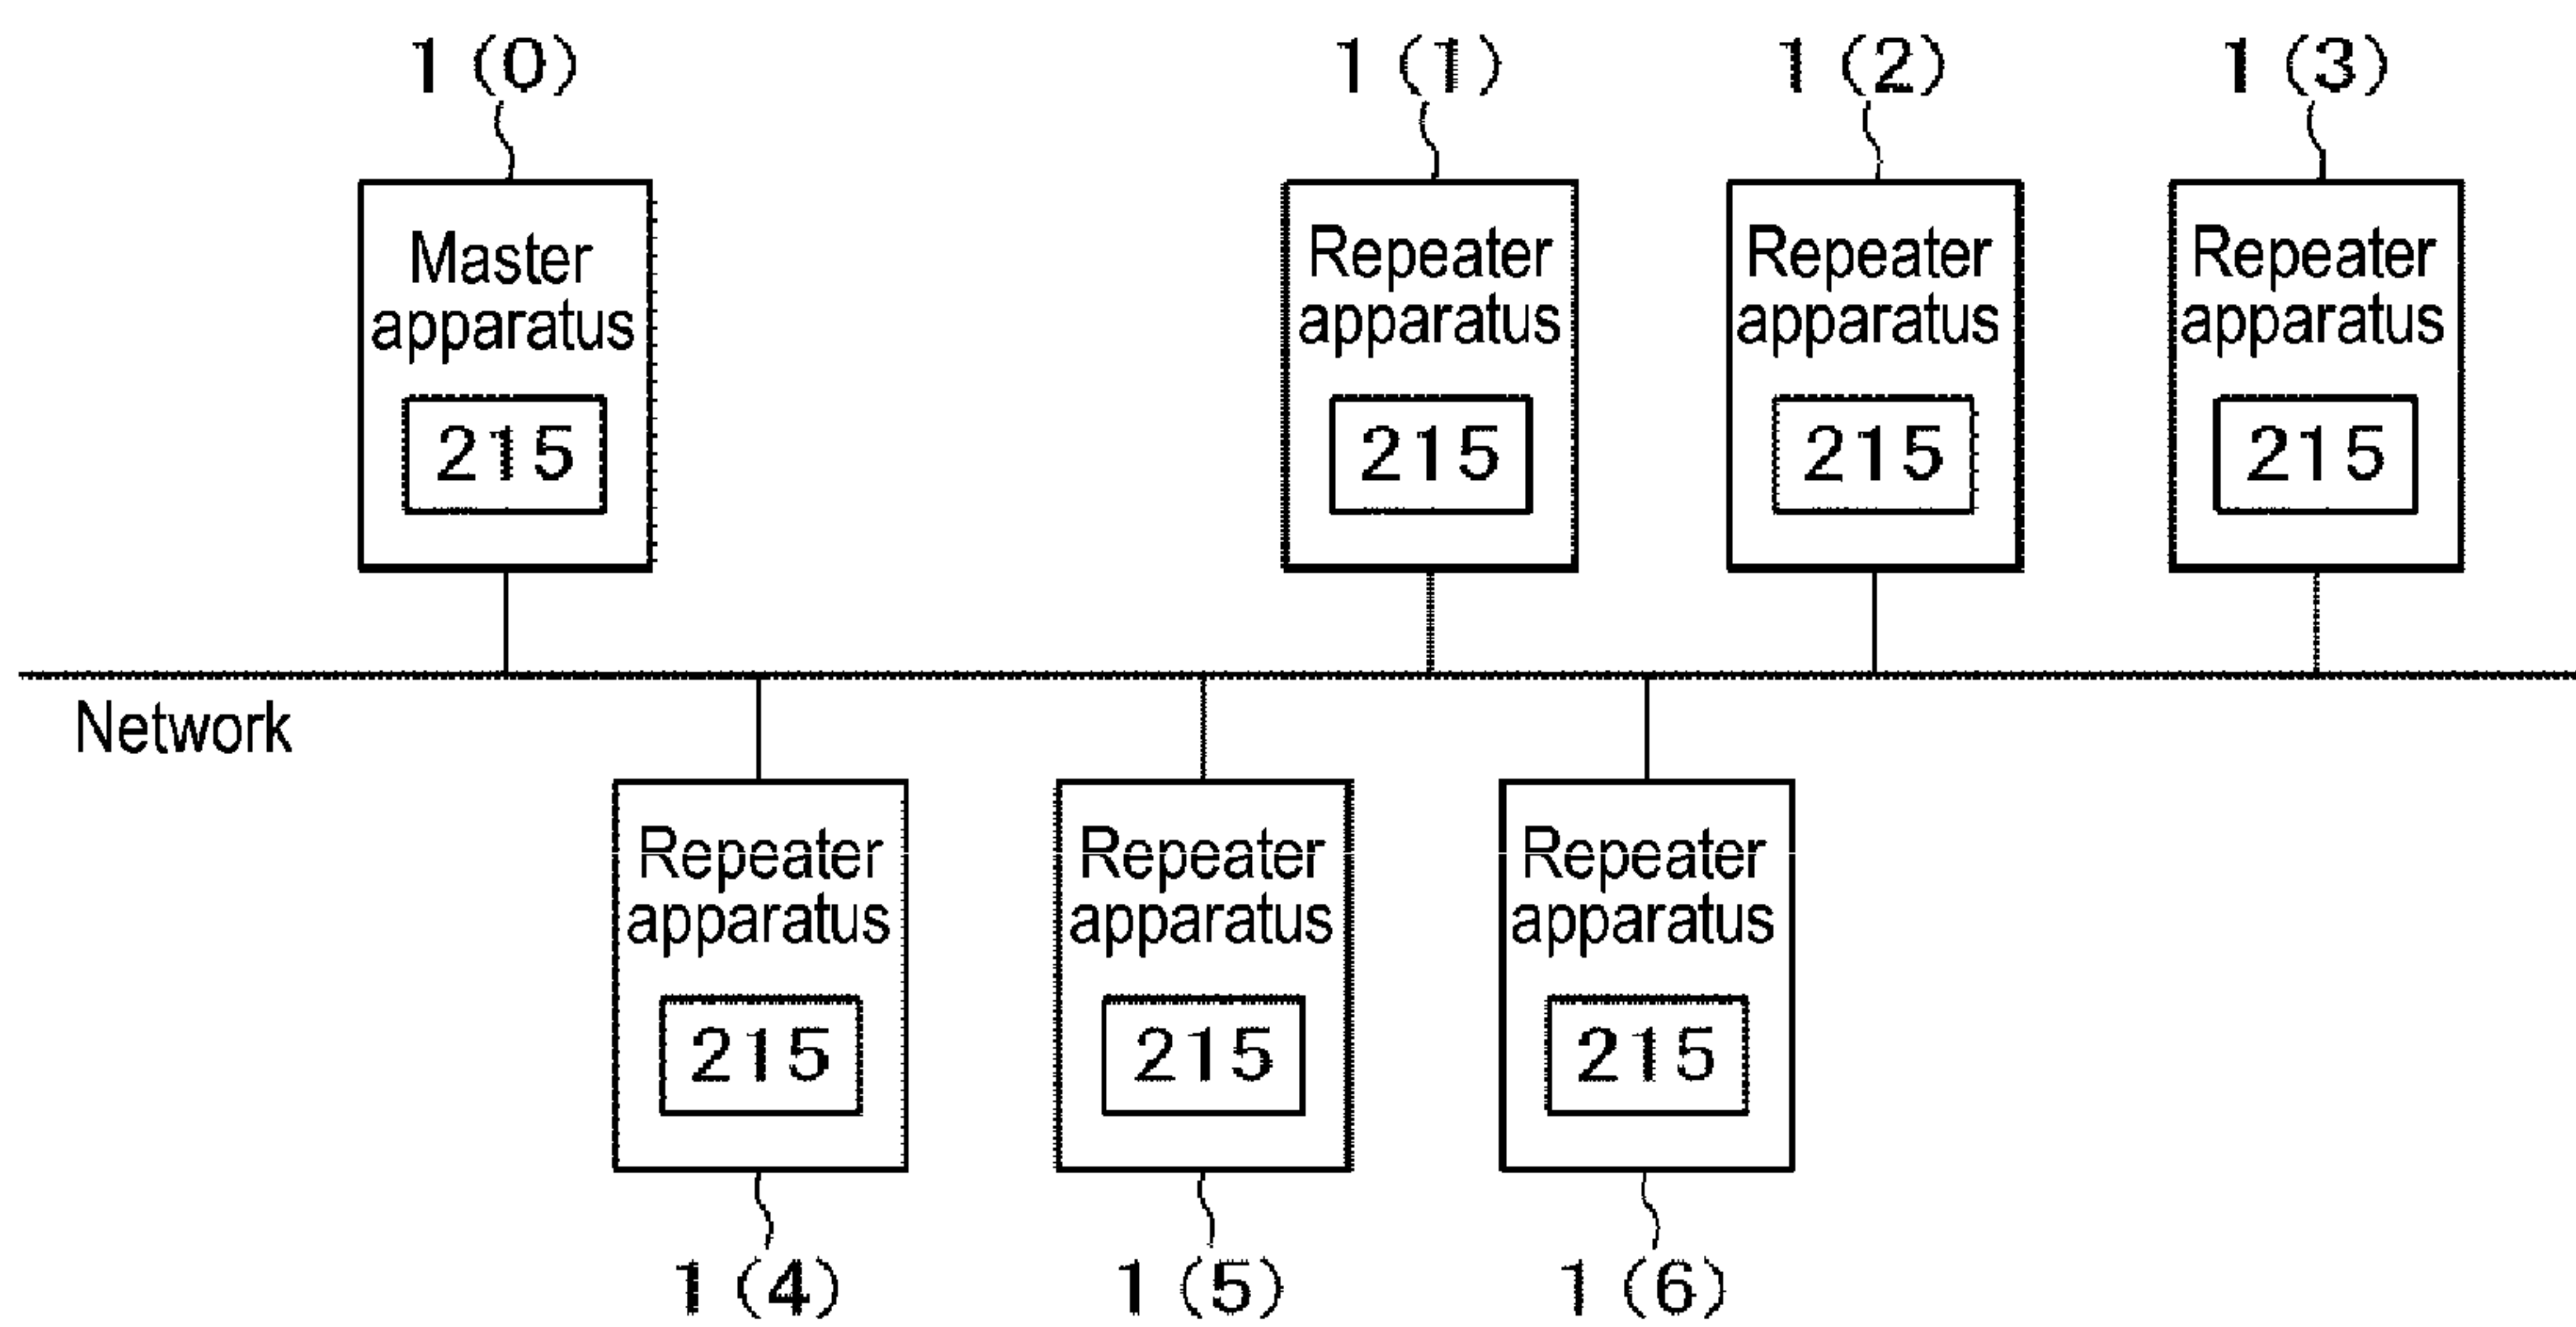 1 (0)
1 (1)
1 (2)
1 (3)
Master
apparatus
215
Repeater
apparatus
215
Repeater
apparatus
215
Repeater
apparatus
215
Network
Repeater
apparatus
215
Repeater
apparatus
215
Repeater
apparatus
215
1 (4)
1 (5)
1 (6)